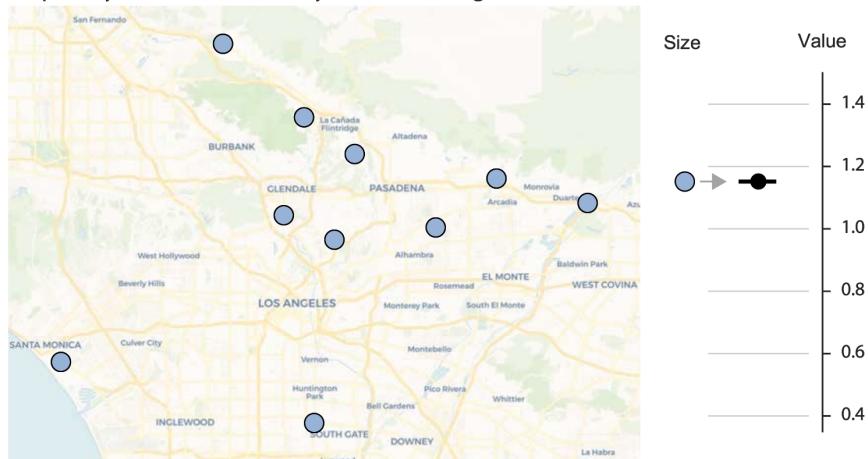 San Fernando
La Cañada
Flintridge
Altadena
BURBANK
GLENDALE
PASADENA
Monrovia
Arcadia
Duarte
West Hollywood
Alhambra
Baldwin Park
Beverly Hills
Rosemead
EL MONTE
WEST COVINA
LOS ANGELES
Monterey Park
South El Monte
SANTA MONICA
Culver City
Montebello
Vernon
Huntington
Park
Pico Rivera
Bell Gardens
Whittier
INGLEWOOD
SOUTH GATE
DOWNEY
La Habra
Size
Value
1.4
1.2
1.0
0.8
0.6
0.4